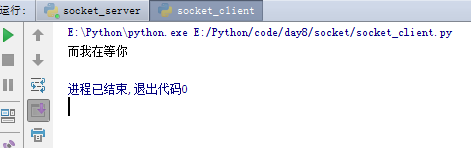 运行: socket_server socket_client
E:\Python\python.exe E:/Python/code/day8/socket/socket_client.py
而我在等你
进程已结束,退出代码0